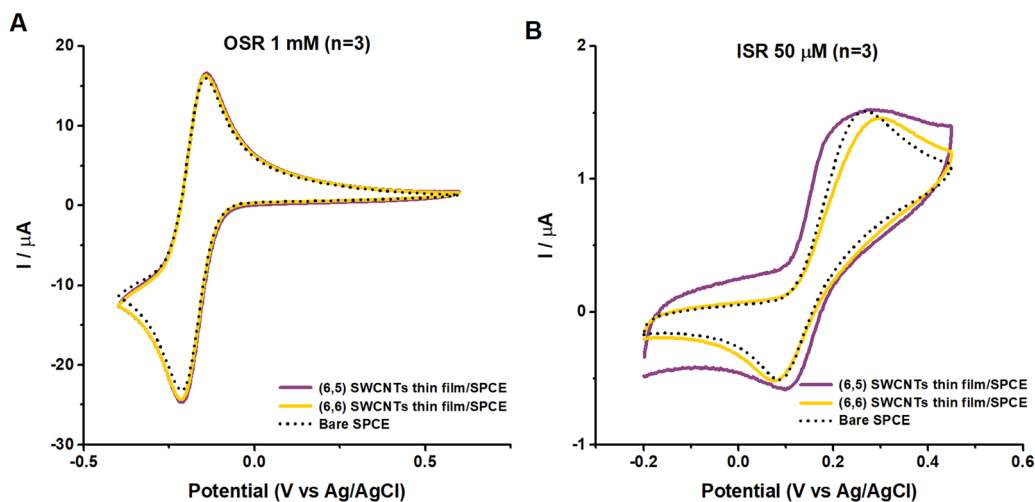 A
OSR 1 mM (n=3)
20
10
0
-10
-20
-30
I / μA
(6,5) SWCNTs thin film/SPCE
(6,6) SWCNTs thin film/SPCE
Bare SPCE
-0.5
0.0
0.5
Potential (V vs Ag/AgCl)
B
ISR 50 μM (n=3)
2
1
0
-1
I / μA
(6,5) SWCNTs thin film/SPCE
(6,6) SWCNTs thin film/SPCE
Bare SPCE
-0.2
0.0
0.2
0.4
0.6
Potential (V vs Ag/AgCl)